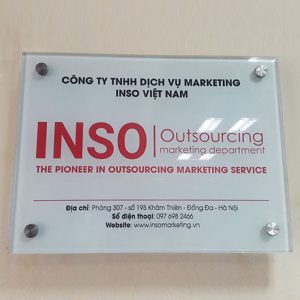 CÔNG TY TNHH DỊCH VỤ MARKETING
INSO VIỆT NAM
INSO Outsourcing
marketing department
THE PIONEER IN OUTSOURCING MARKETING SERVICE
Địa chỉ: Phòng 307 - số 195 Khâm Thiên - Đống Đa - Hà Nội
Số điện thoại: 097 698 2466
Website: www.insomarketing.vn